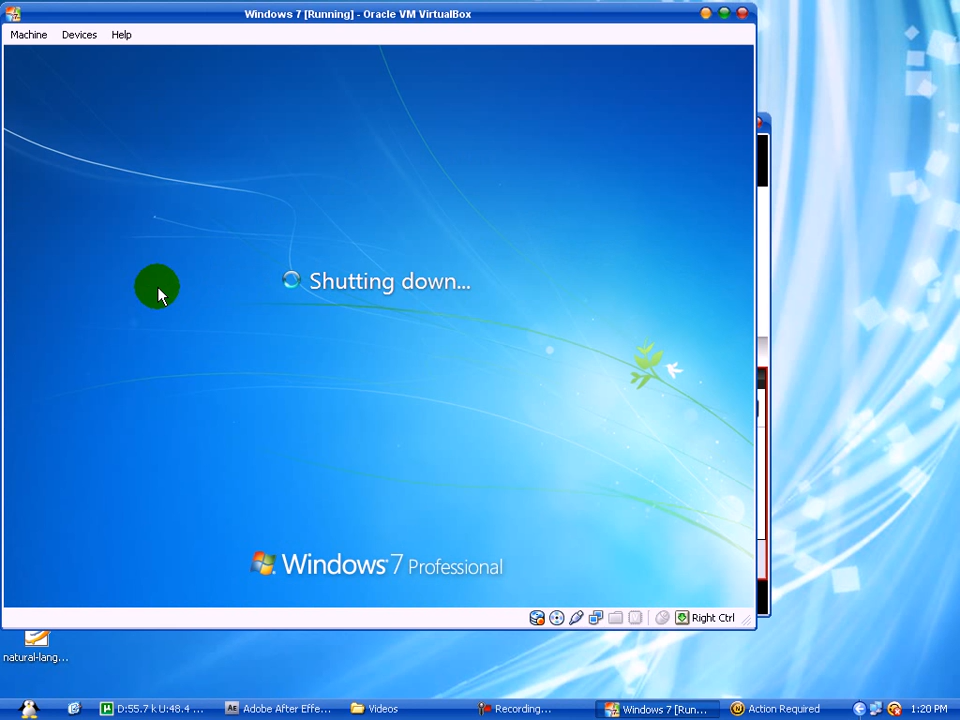 Windows 7 [Running] - Oracle VM VirtualBox
Machine Devices Help
Shutting down...
Windows 7 Professional
Right Ctrl
natural-lang...
D:55.7 k U:48.4 ... Adobe After Effe... Videos Recording... Windows 7 [Run... Action Required 1:20 PM